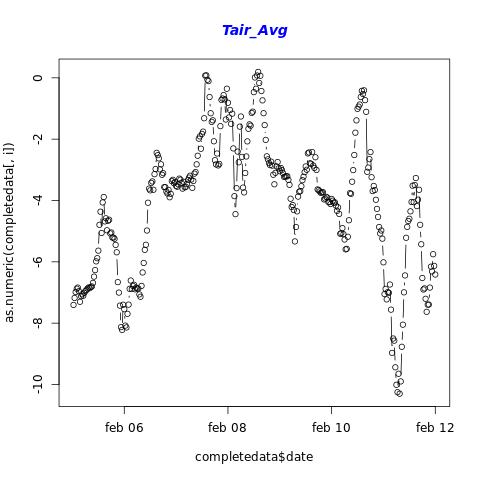 Tair_Avg
as.numeric(completedata[, i])
0
-2
-4
-6
-8
-10
feb 06
feb 08
feb 10
feb 12
completedata$date